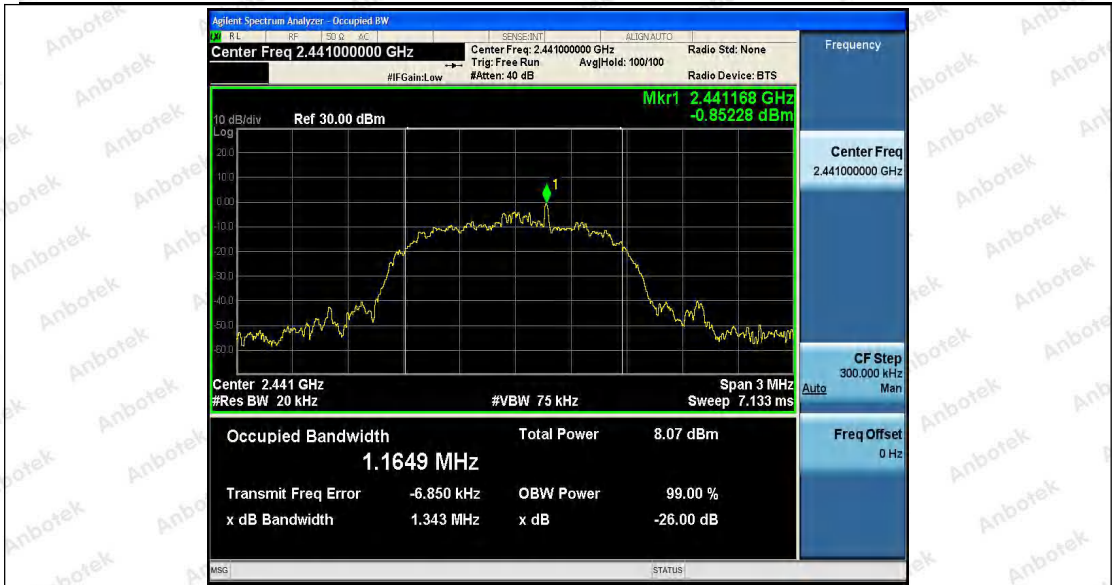 Agilent Spectrum Analyzer - Occupied BW
LXI RL RF 50 Ω AC SENSE:INT ALIGNAUTO
Center Freq 2.441000000 GHz
Center Freq: 2.441000000 GHz
Radio Std: None
Trig: Free Run Avg|Hold: 100/100
#IFGain:Low
#Atten: 40 dB
Radio Device: BTS
Mkr1 2.441168 GHz
-0.85228 dBm
10 dB/div Ref 30.00 dBm
Log
20.0
10.0
0.00
-10.0
-20.0
-30.0
-40.0
-50.0
-60.0
1
Center 2.441 GHz
Span 3 MHz
#Res BW 20 kHz
#VBW 75 kHz
Sweep 7.133 ms
Occupied Bandwidth
Total Power 8.07 dBm
1.1649 MHz
Transmit Freq Error -6.850 kHz
OBW Power 99.00 %
x dB Bandwidth 1.343 MHz
x dB -26.00 dB
MSG
STATUS
Frequency
Center Freq
2.441000000 GHz
CF Step
300.000 kHz
Auto Man
Freq Offset
0 Hz
Anbotek